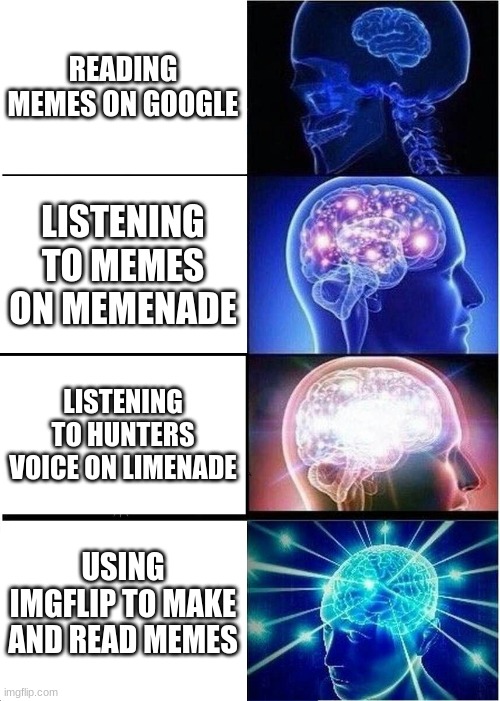 READING
MEMES ON GOOGLE
LISTENING
TO MEMES
ON MEMENADE
LISTENING
TO HUNTERS
VOICE ON LIMENADE
USING
IMGFLIP TO MAKE
AND READ MEMES
imgflip.com